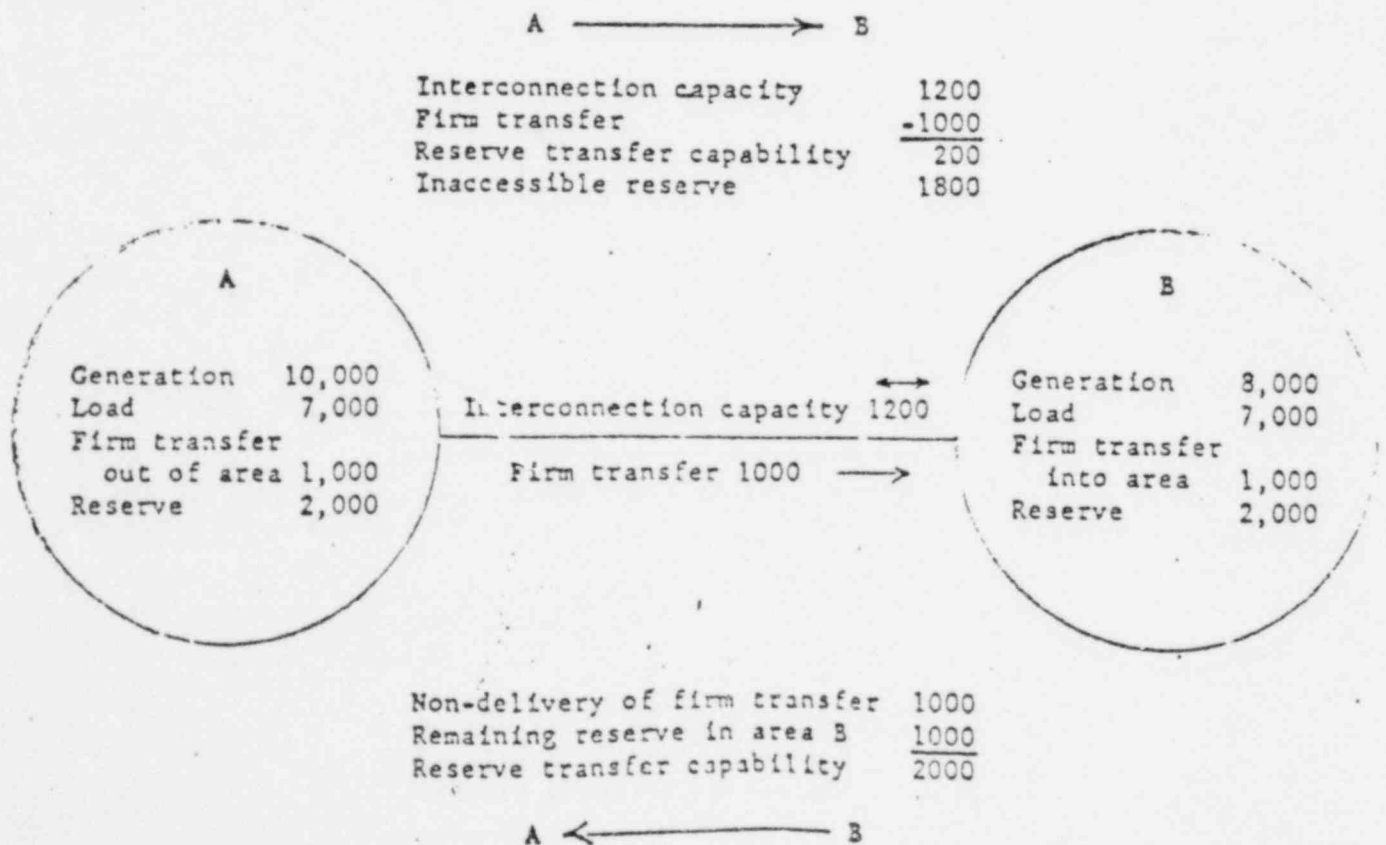 A ⟶ B
Interconnection capacity 1200
Firm transfer -1000
Reserve transfer capability 200
Inaccessible reserve 1800
A
Generation 10,000
Load 7,000
Firm transfer
out of area 1,000
Reserve 2,000
Interconnection capacity 1200 ↔
Firm transfer 1000 ⟶
B
Generation 8,000
Load 7,000
Firm transfer
into area 1,000
Reserve 2,000
Non-delivery of firm transfer 1000
Remaining reserve in area B 1000
Reserve transfer capability 2000
A ⟵ B